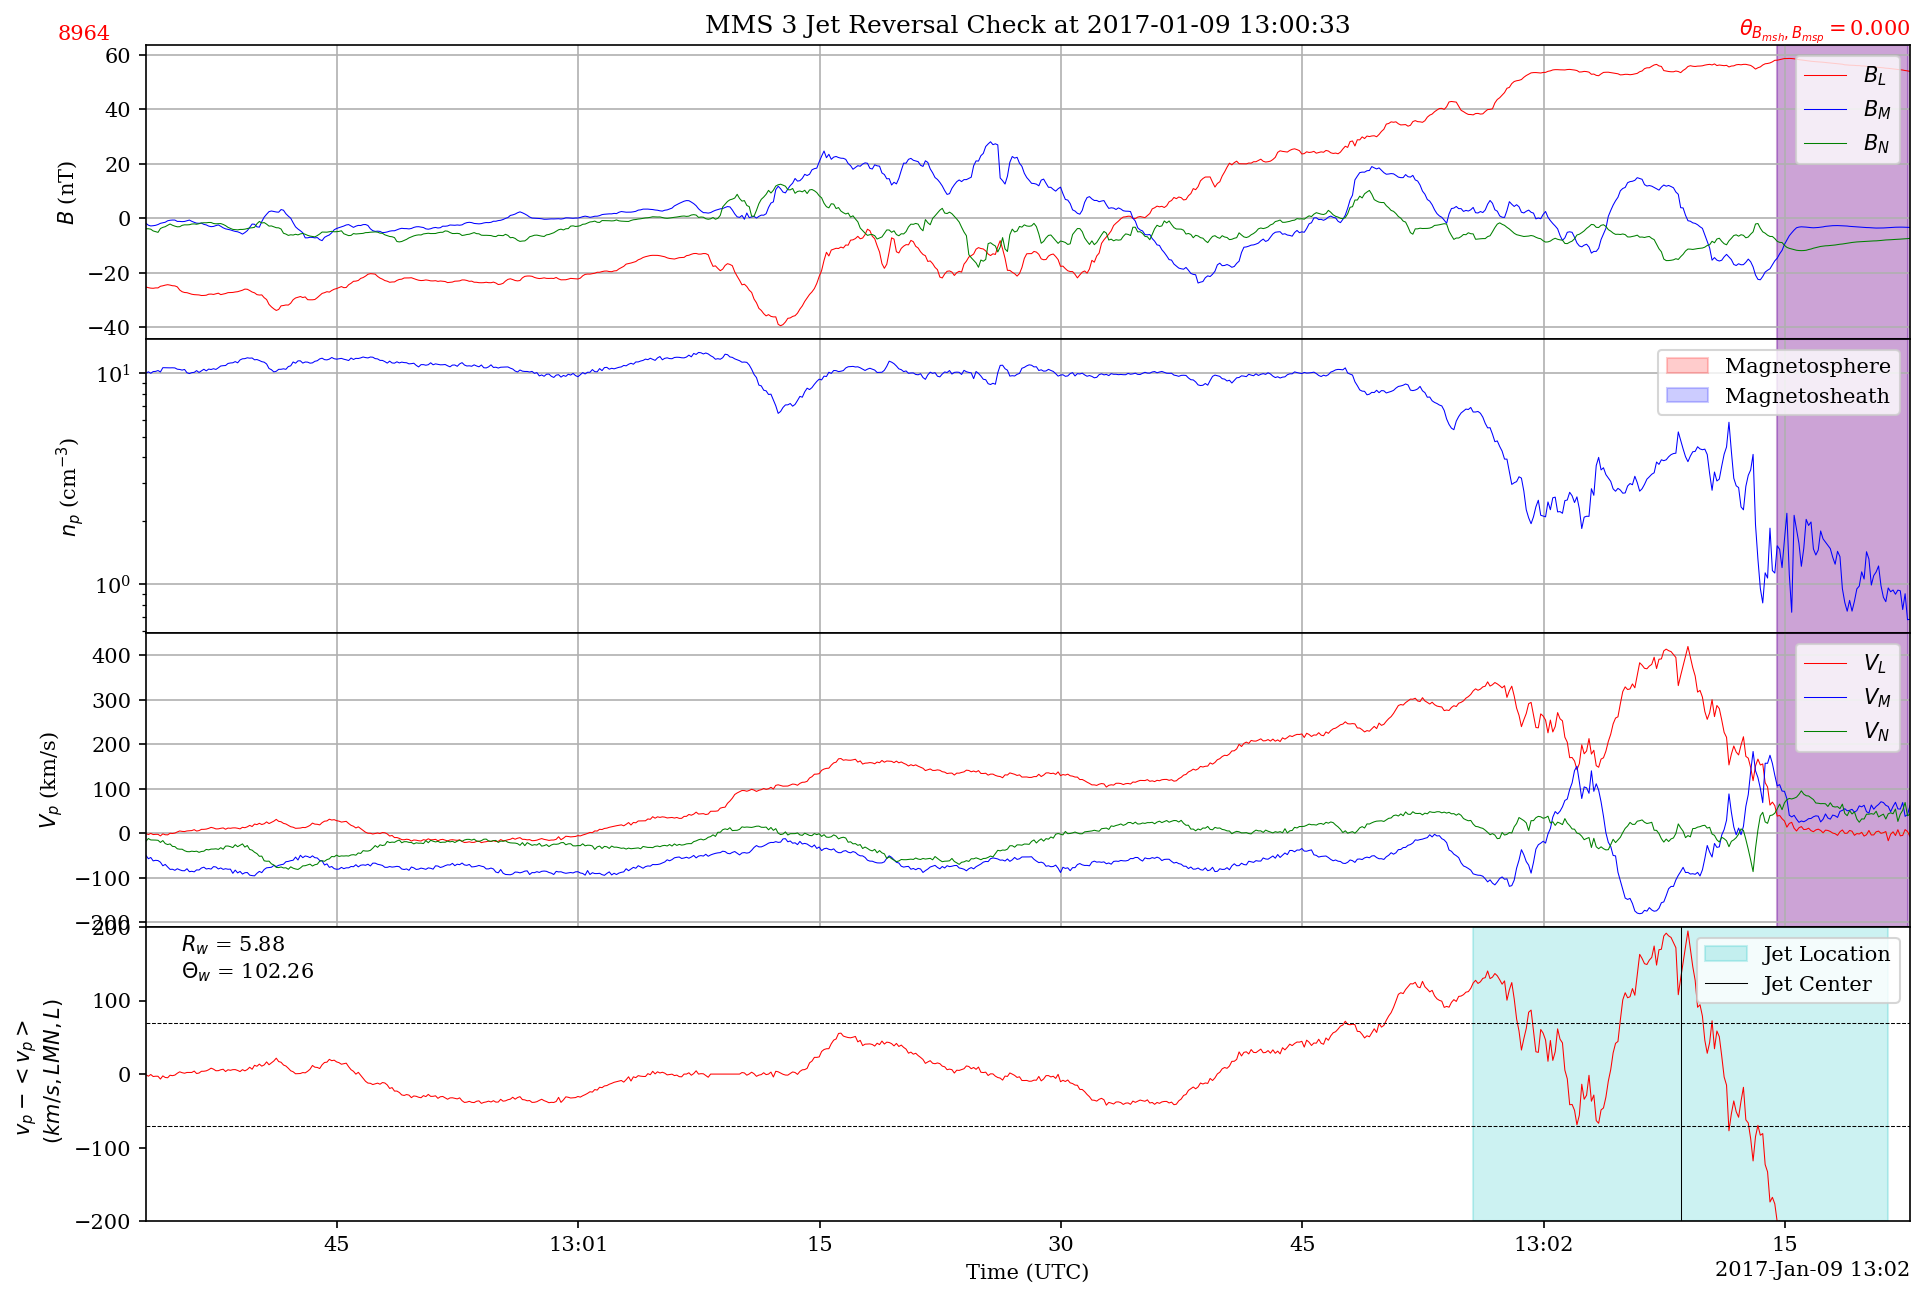 MMS 3 Jet Reversal Check at 2017-01-09 13:00:33
8964
θ_{B_{msh}, B_{msp}} = 0.000
60
40
20
0
−20
−40
B (nT)
B_L
B_M
B_N
10^1
10^0
n_p (cm^{−3})
Magnetosphere
Magnetosheath
400
300
200
100
0
−100
−200
V_p (km/s)
V_L
V_M
V_N
200
100
0
−100
−200
v_p − < v_p >
(km/s, LMN, L)
R_w = 5.88
Θ_w = 102.26
Jet Location
Jet Center
45
13:01
15
30
45
13:02
15
Time (UTC)
2017-Jan-09 13:02